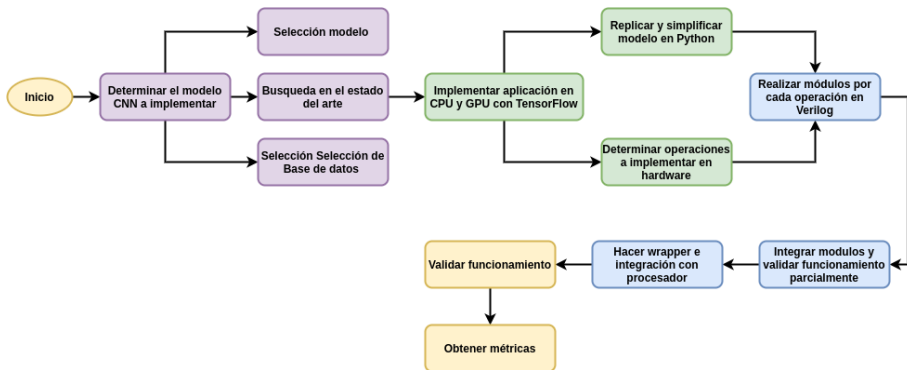 Inicio
Determinar el modelo
CNN a implementar
Selección modelo
Busqueda en el estado
del arte
Selección Selección de
Base de datos
Implementar aplicación en
CPU y GPU con TensorFlow
Replicar y simplificar
modelo en Python
Determinar operaciones
a implementar en
hardware
Realizar módulos por
cada operación en
Verilog
Integrar modulos y
validar funcionamiento
parcialmente
Hacer wrapper e
integración con
procesador
Validar funcionamiento
Obtener métricas